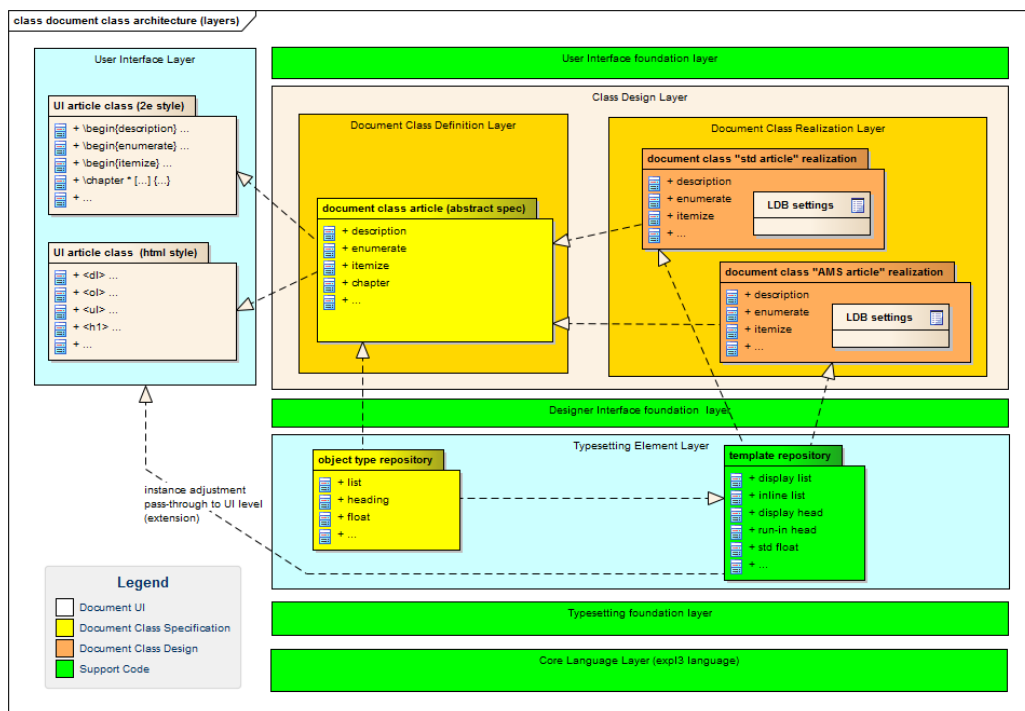 class document class architecture (layers)
User Interface Layer
UI article class (2e style)
+ \begin{description} ...
+ \begin{enumerate} ...
+ \begin{itemize} ...
+ \chapter * [...] {...}
+ ...
UI article class (html style)
+ <dl> ...
+ <ol> ...
+ <ul> ...
+ <h1> ...
+ ...
User Interface foundation layer
Class Design Layer
Document Class Definition Layer
document class article (abstract spec)
+ description
+ enumerate
+ itemize
+ chapter
+ ...
Document Class Realization Layer
document class "std article" realization
+ description
+ enumerate
+ itemize
+ ...
LDB settings
document class "AMS article" realization
+ description
+ enumerate
+ itemize
+ ...
LDB settings
Designer Interface foundation layer
Typesetting Element Layer
object type repository
+ list
+ heading
+ float
+ ...
template repository
+ display list
+ inline list
+ display head
+ run-in head
+ std float
+ ...
instance adjustment
pass-through to UI level
(extension)
Legend
Document UI
Document Class Specification
Document Class Design
Support Code
Typesetting foundation layer
Core Language Layer (expl3 language)